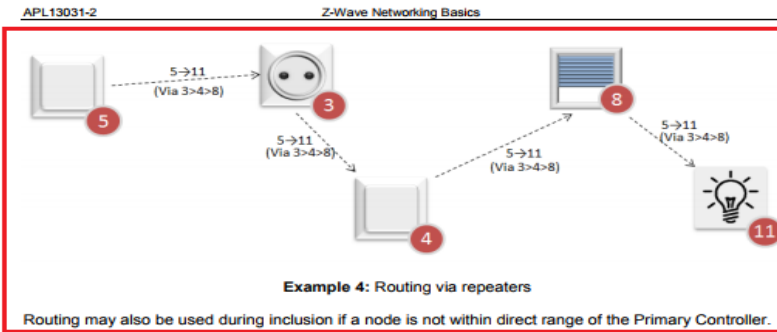 APL13031-2 Z-Wave Networking Basics
5→11
(Via 3>4>8)
5
3
5→11
(Via 3>4>8)
4
5→11
(Via 3>4>8)
8
5→11
(Via 3>4>8)
11
Example 4: Routing via repeaters
Routing may also be used during inclusion if a node is not within direct range of the Primary Controller.